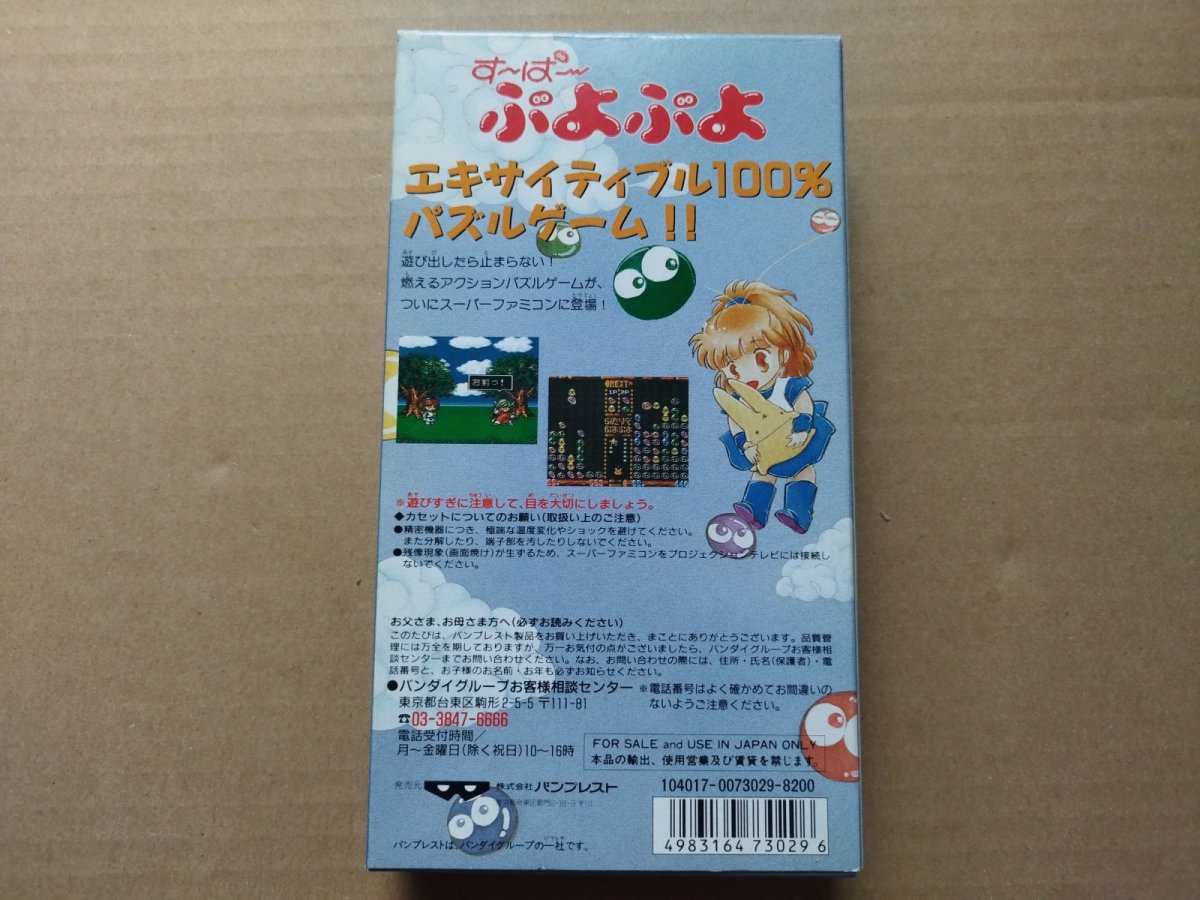 す〜ぱ〜
ぷよぷよ
エキサイティブル100%
パズルゲーム!!
遊び出したら止まらない!
燃えるアクションパズルゲームが、
ついにスーパーファミコンに登場!
お前っ!
NEXT
1P 2P
※遊びすぎに注意して、目を大切にしましょう。
◆カセットについてのお願い(取扱い上のご注意)
●精密機器につき、極端な温度変化やショックを避けてください。
また分解したり、端子部を汚したりしないでください。
●残像現象(画面焼け)が生ずるため、スーパーファミコンをプロジェクションテレビには接続し
ないでください。
お父さま、お母さま方へ(必ずお読みください)
このたびは、バンプレスト製品をお買い上げいただき、まことにありがとうございます。品質管
理には万全を期しておりますが、万一お気付の点がございましたら、バンダイグループお客様相
談センターまでお問い合わせください。なお、お問い合わせの際には、住所・氏名(保護者)・電
話番号と、お子様のお名前・お年も必ずお知らせください。
●バンダイグループお客様相談センター ※電話番号はよく確かめてお間違いの
東京都台東区駒形2-5-5 〒111-81 ないようご注意ください。
☎03-3847-6666
電話受付時間/
月〜金曜日(除く祝日)10〜16時
FOR SALE and USE IN JAPAN ONLY
本品の輸出、使用営業及び賃貸を禁じます。
発売元 株式会社バンプレスト
104017-0073029-8200
バンプレストは、バンダイグループの一社です。
4983164 730296